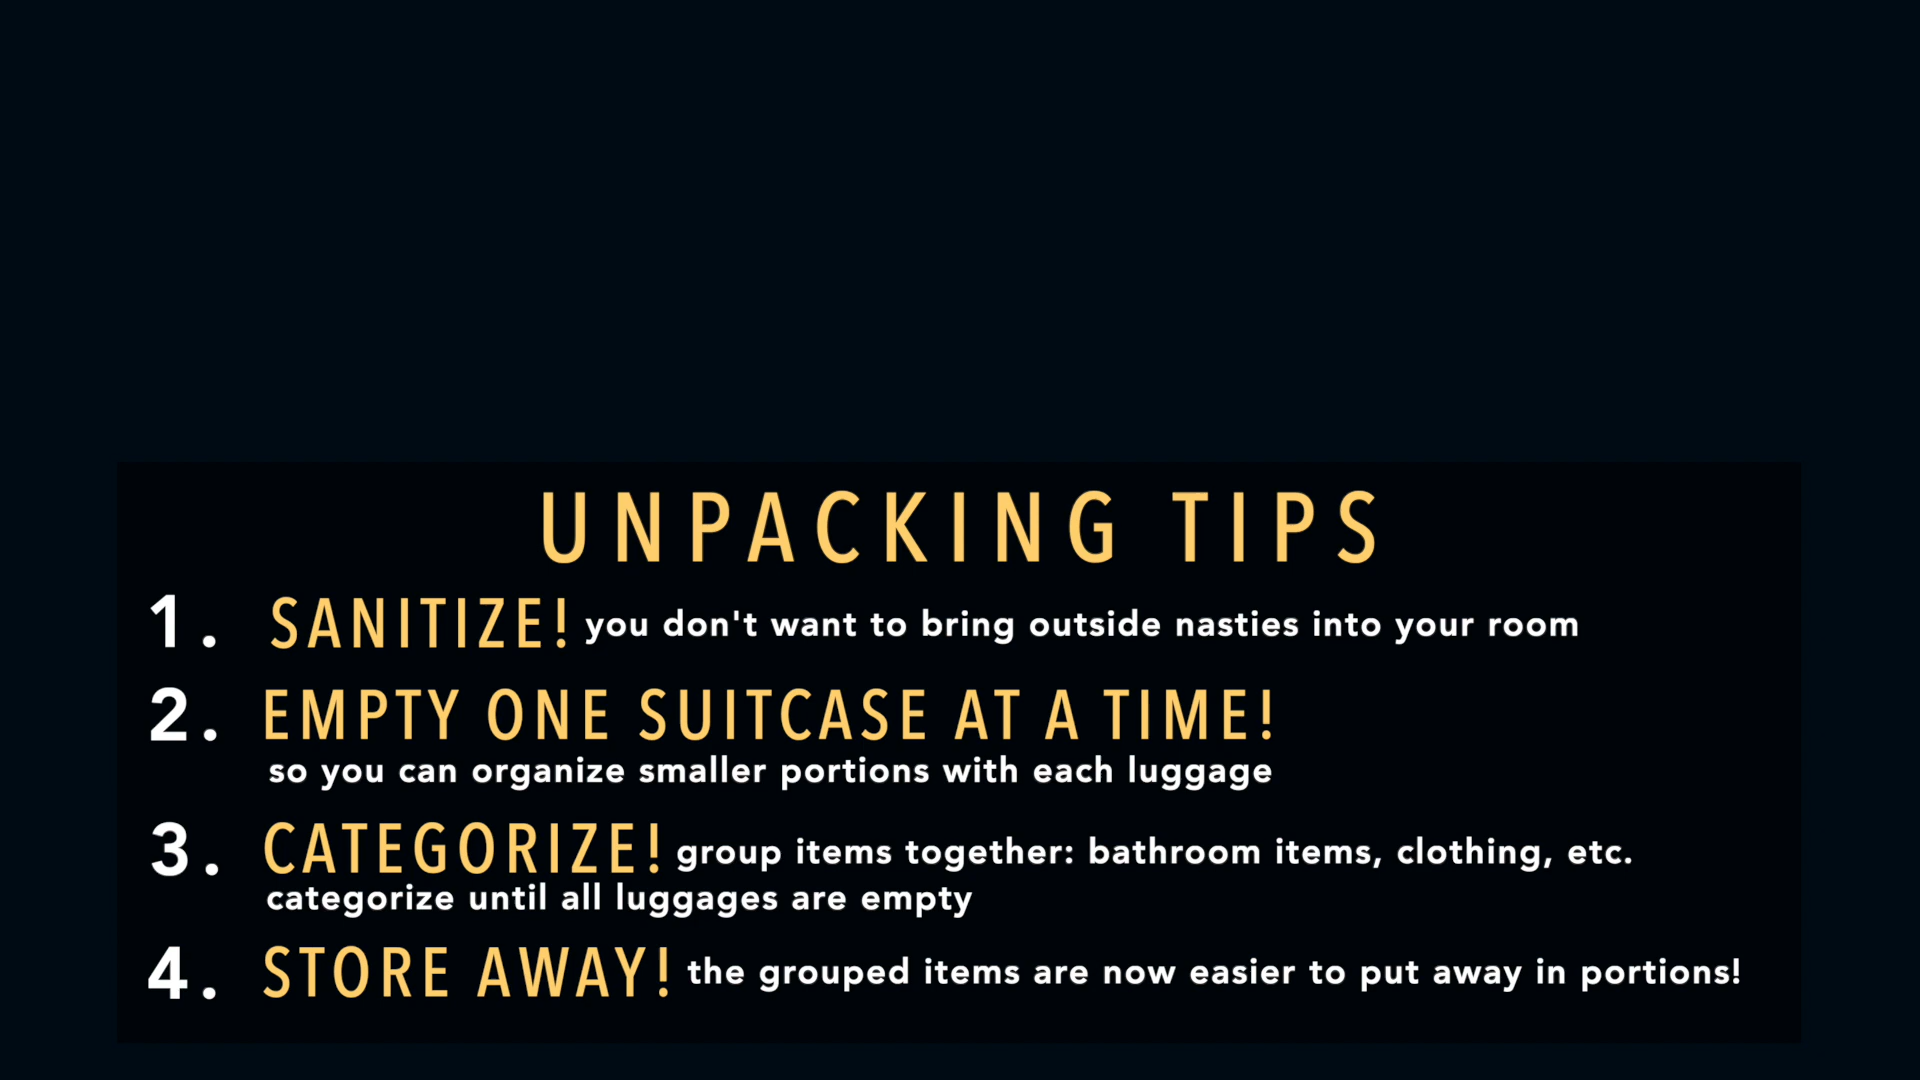 UNPACKING TIPS
1. SANITIZE! you don't want to bring outside nasties into your room
2. EMPTY ONE SUITCASE AT A TIME!
so you can organize smaller portions with each luggage
3. CATEGORIZE! group items together: bathroom items, clothing, etc.
categorize until all luggages are empty
4. STORE AWAY! the grouped items are now easier to put away in portions!